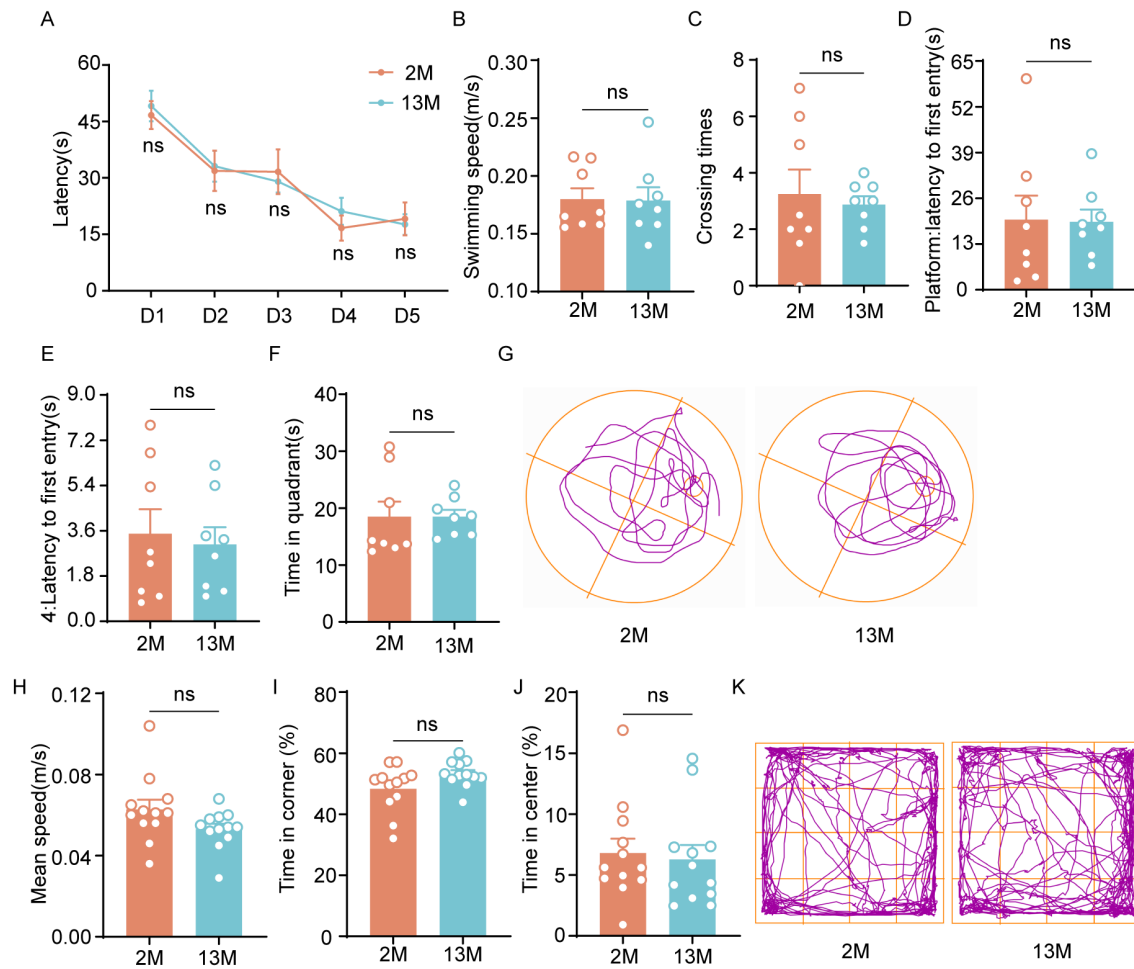 A
Latency(s)
60
45
30
15
0
2M
13M
ns
ns
ns
ns
ns
D1
D2
D3
D4
D5
B
Swimming speed(m/s)
0.30
0.25
0.20
0.15
0.10
ns
2M
13M
C
Crossing times
8
6
4
2
0
ns
2M
13M
D
Platform:latency to first entry(s)
65
52
39
26
13
0
ns
2M
13M
E
4:Latency to first entry(s)
9.0
7.2
5.4
3.6
1.8
0.0
ns
2M
13M
F
Time in quadrant(s)
40
30
20
10
0
ns
2M
13M
G
2M
13M
H
Mean speed(m/s)
0.12
0.08
0.04
0.00
ns
2M
13M
I
Time in corner (%)
80
60
40
20
0
ns
2M
13M
J
Time in center (%)
20
15
10
5
0
ns
2M
13M
K
2M
13M